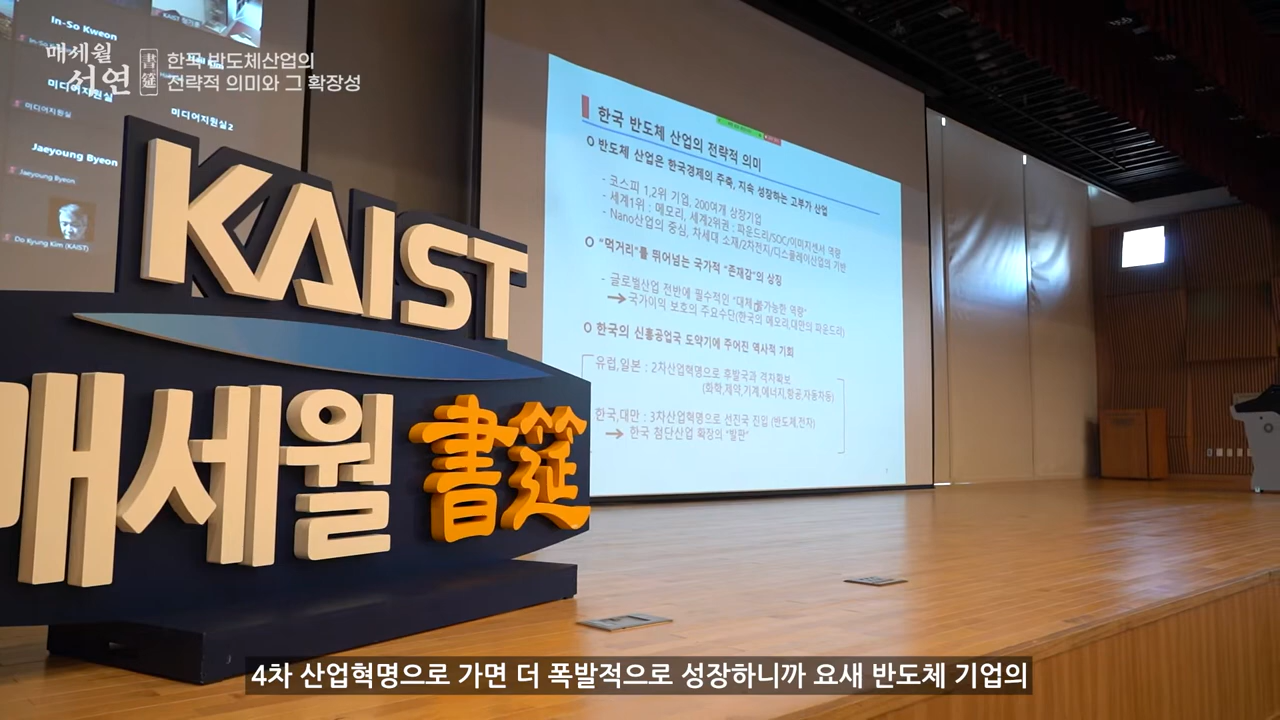 In-So Kweon
매세월
서연
書筵
한국 반도체산업의
전략적 의미와 그 확장성
미디어지원실
미디어지원실
미디어지원실2
Jaeyoung Byeon
Jaeyoung Byeon
Do Kyung Kim (KAIST)
KAIST
매세월 書筵
한국 반도체 산업의 전략적 의미
O 반도체 산업은 한국경제의 주축, 지속 성장하는 고부가 산업
- 코스피 1,2위 기업, 200여개 상장기업
- 세계1위 : 메모리, 세계2위권 : 파운드리/SOC/이미지센서 역량
- Nano산업의 중심, 차세대 소재/2차전지/디스플레이산업의 기반
O "먹거리"를 뛰어넘는 국가적 "존재감"의 상징
- 글로벌산업 전반에 필수적인 "대체불가능한 역량"
→ 국가이익 보호의 주요수단(한국의 메모리,대만의 파운드리)
O 한국의 신흥공업국 도약기에 주어진 역사적 기회
유럽,일본 : 2차산업혁명으로 후발국과 격차확보
(화학,제약,기계,에너지,항공,자동차등)
한국,대만 : 3차산업혁명으로 선진국 진입 (반도체,전자)
→ 한국 첨단산업 확장의 "발판"
4차 산업혁명으로 가면 더 폭발적으로 성장하니까 요새 반도체 기업의